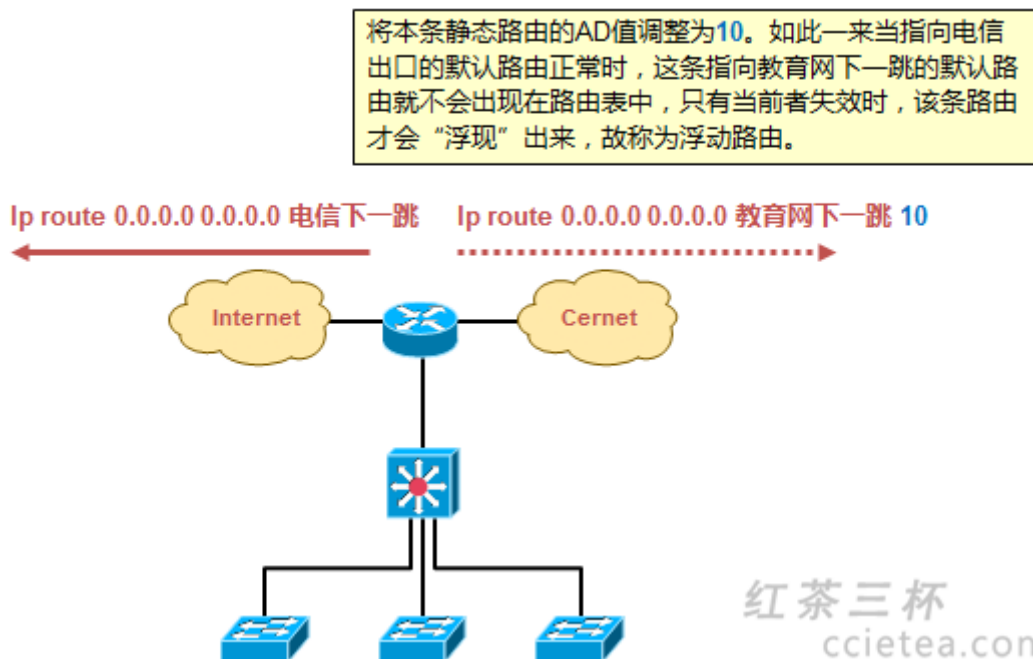 将本条静态路由的AD值调整为10。如此一来当指向电信
出口的默认路由正常时，这条指向教育网下一跳的默认路
由就不会出现在路由表中，只有当前者失效时，该条路由
才会“浮现”出来，故称为浮动路由。
Ip route 0.0.0.0 0.0.0.0 电信下一跳
Ip route 0.0.0.0 0.0.0.0 教育网下一跳 10
Internet
Cernet
红茶三杯
ccietea.com